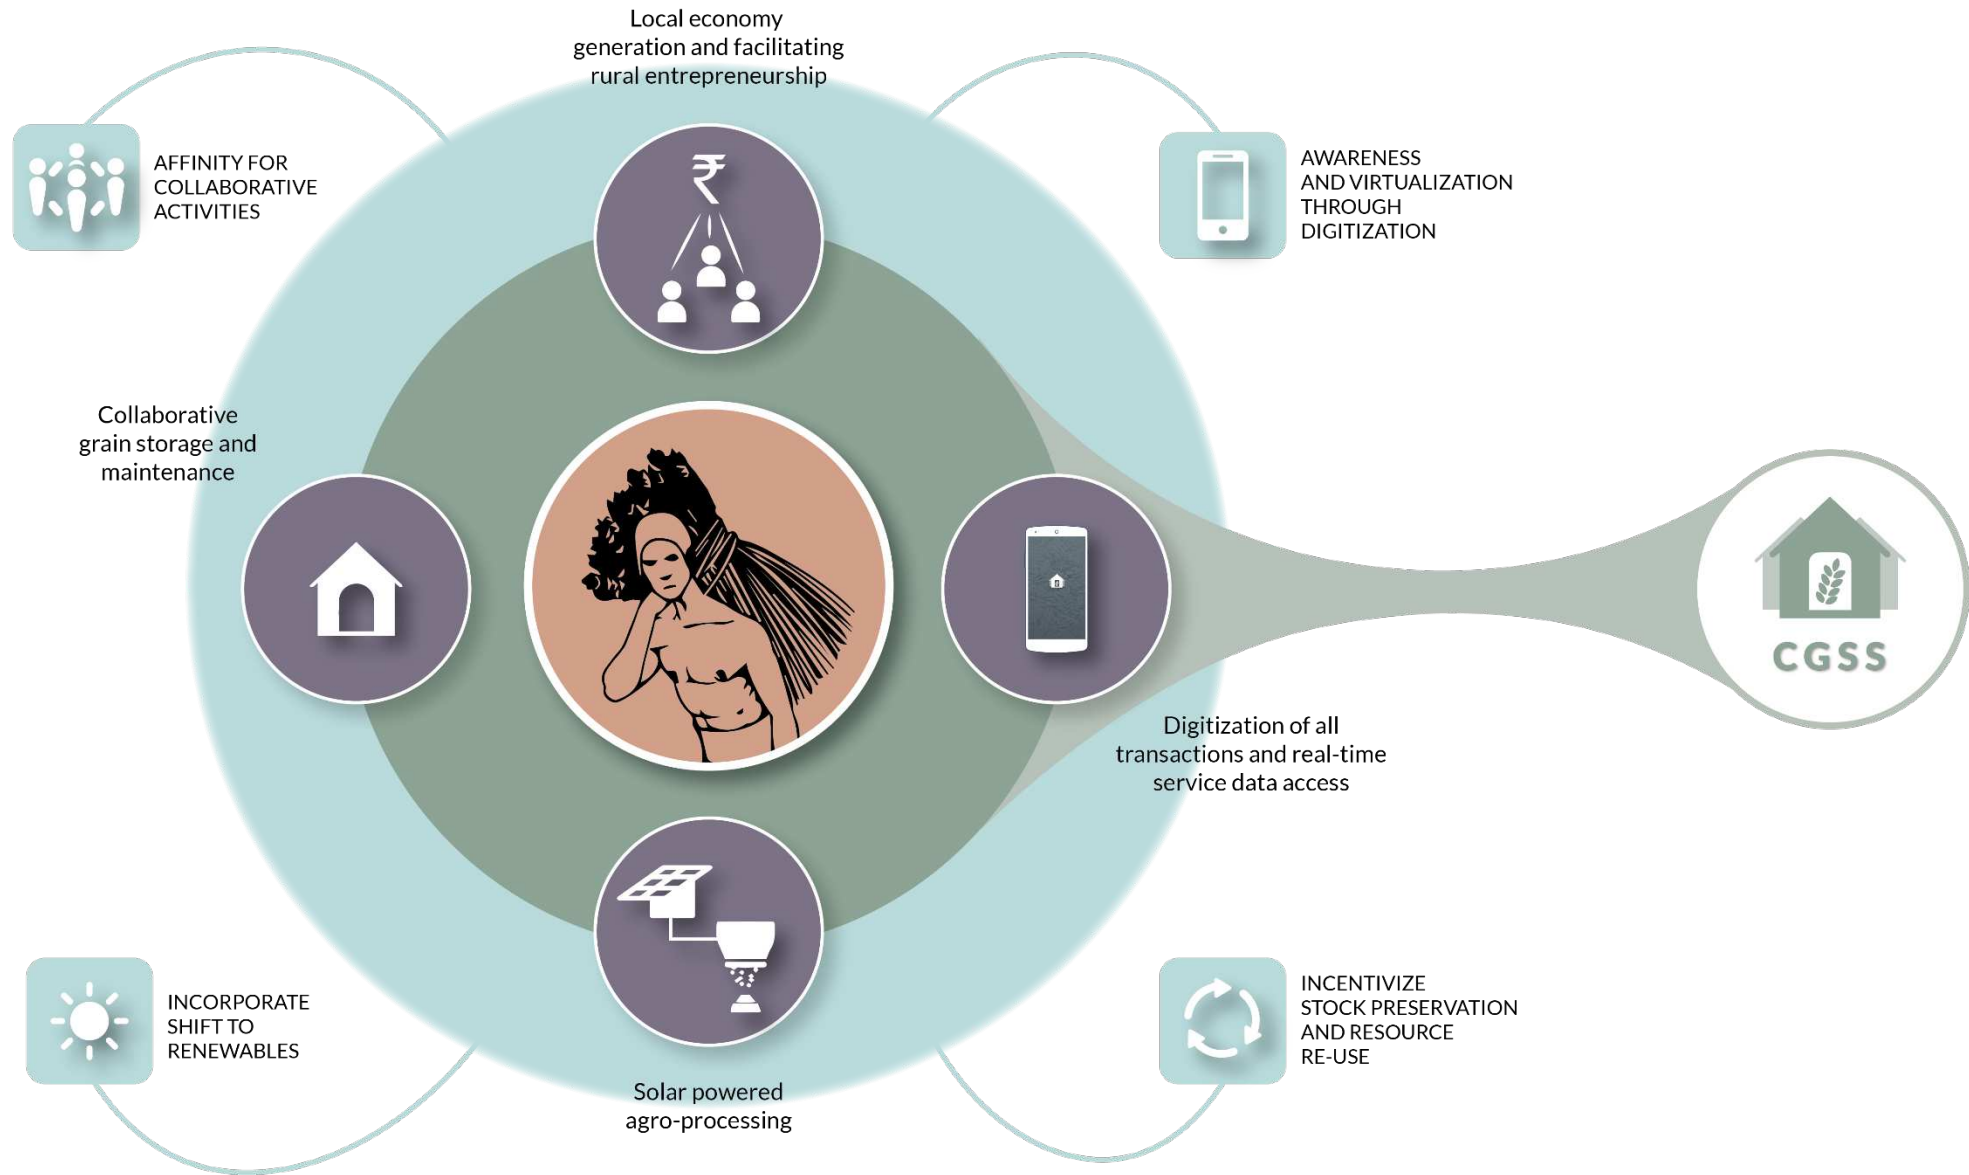 Local economy
generation and facilitating
rural entrepreneurship
AFFINITY FOR
COLLABORATIVE
ACTIVITIES
AWARENESS
AND VIRTUALIZATION
THROUGH
DIGITIZATION
₹
Collaborative
grain storage and
maintenance
CGSS
Digitization of all
transactions and real-time
service data access
INCORPORATE
SHIFT TO
RENEWABLES
INCENTIVIZE
STOCK PRESERVATION
AND RESOURCE
RE-USE
Solar powered
agro-processing